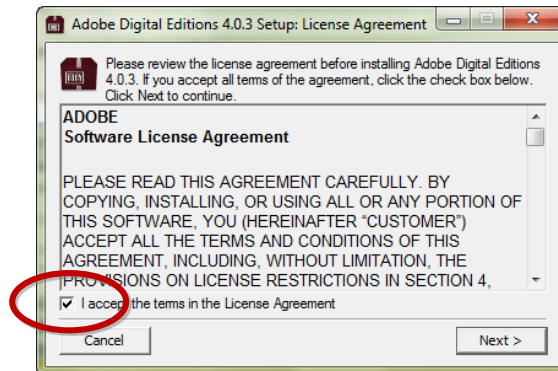 Adobe Digital Editions 4.0.3 Setup: License Agreement
Please review the license agreement before installing Adobe Digital Editions
4.0.3. If you accept all terms of the agreement, click the check box below.
Click Next to continue.
ADOBE
Software License Agreement
PLEASE READ THIS AGREEMENT CAREFULLY. BY
COPYING, INSTALLING, OR USING ALL OR ANY PORTION OF
THIS SOFTWARE, YOU (HEREINAFTER “CUSTOMER”)
ACCEPT ALL THE TERMS AND CONDITIONS OF THIS
AGREEMENT, INCLUDING, WITHOUT LIMITATION, THE
PROVISIONS ON LICENSE RESTRICTIONS IN SECTION 4,
I accept the terms in the License Agreement
Cancel
Next >